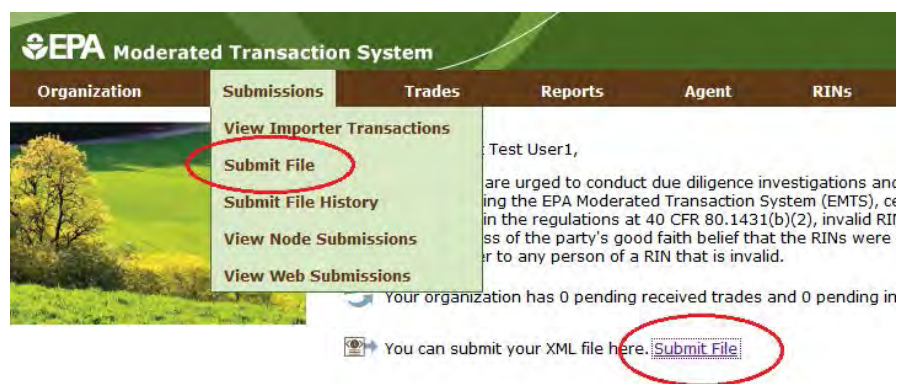 EPA Moderated Transaction System
Organization Submissions Trades Reports Agent RINs
View Importer Transactions
Submit File
Submit File History
View Node Submissions
View Web Submissions
Test User1,
are urged to conduct due diligence investigations and
ing the EPA Moderated Transaction System (EMTS), ce
in the regulations at 40 CFR 80.1431(b)(2), invalid RI
ss of the party's good faith belief that the RINs were
er to any person of a RIN that is invalid.
Your organization has 0 pending received trades and 0 pending in
You can submit your XML file here. Submit File